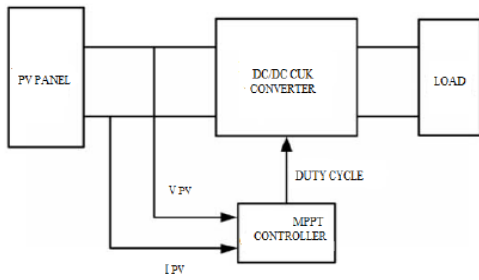 PV PANEL
DC/DC CUK
CONVERTER
LOAD
DUTY CYCLE
V PV
MPPT
CONTROLLER
I PV